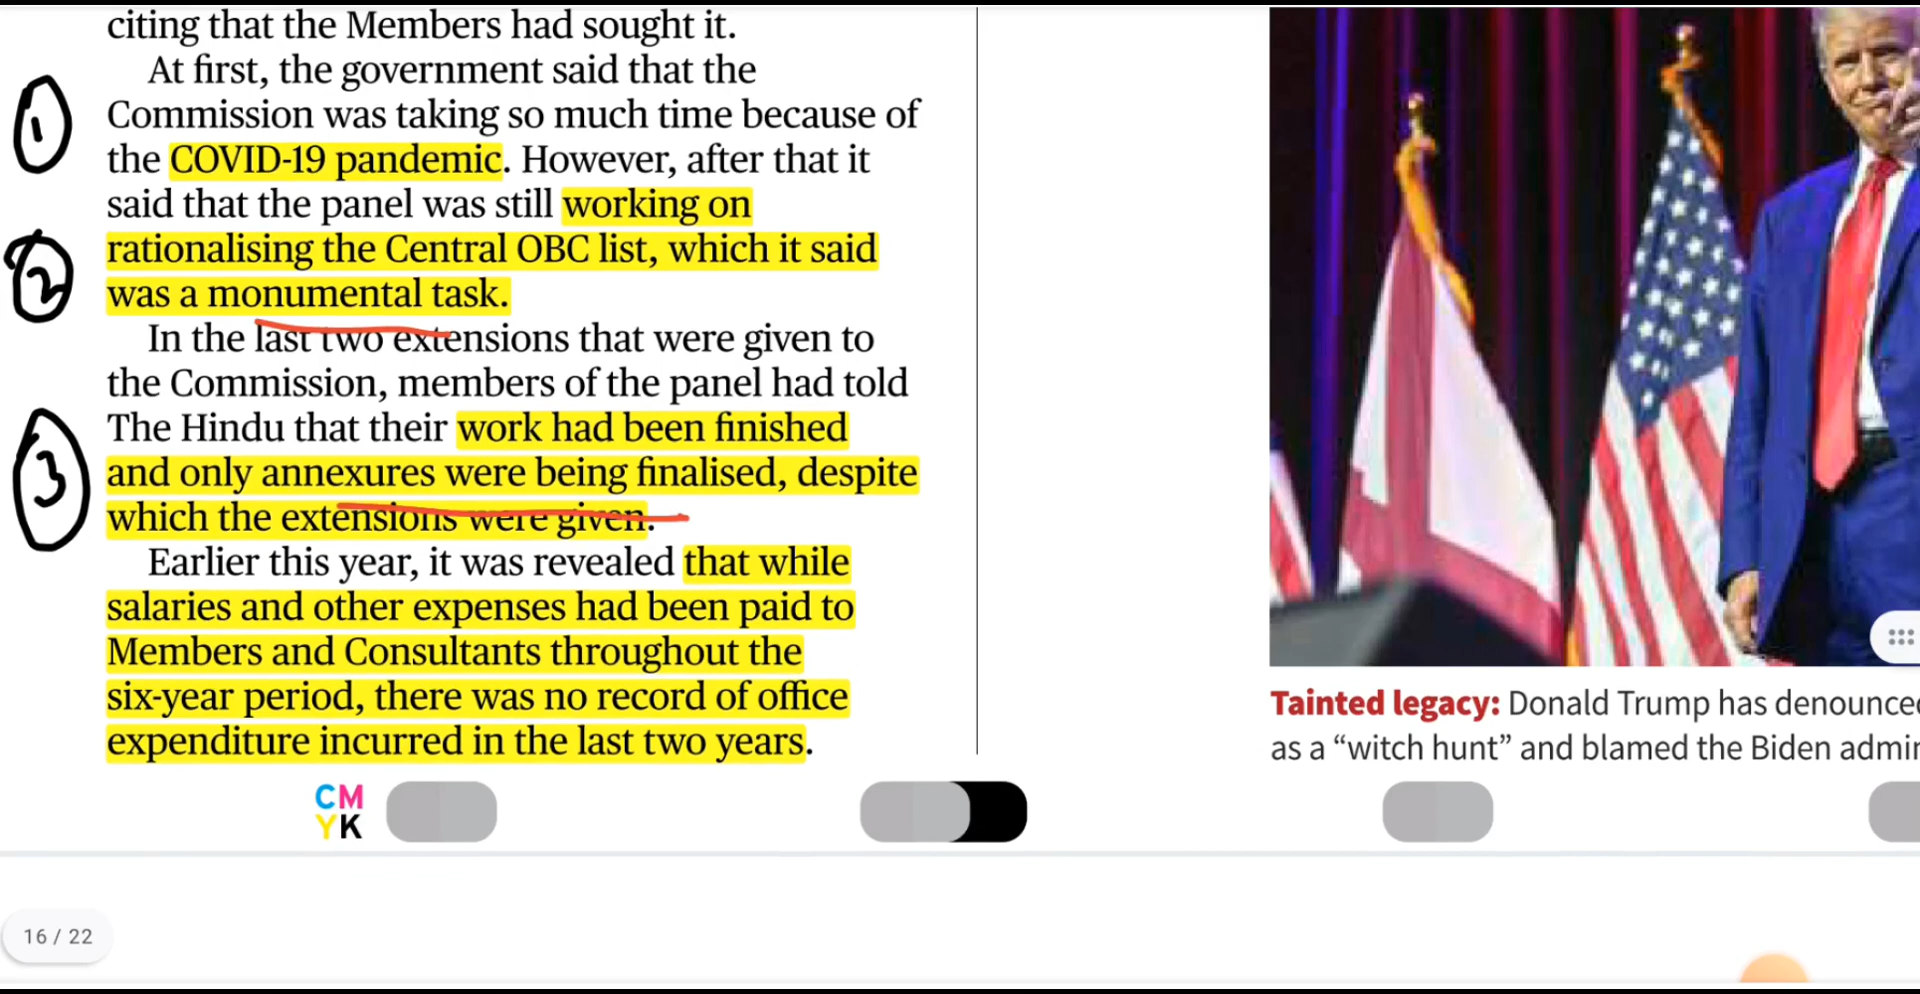 citing that the Members had sought it.
At first, the government said that the
Commission was taking so much time because of
the COVID-19 pandemic. However, after that it
said that the panel was still working on
rationalising the Central OBC list, which it said
was a monumental task.
In the last two extensions that were given to
the Commission, members of the panel had told
The Hindu that their work had been finished
and only annexures were being finalised, despite
which the extensions were given.
Earlier this year, it was revealed that while
salaries and other expenses had been paid to
Members and Consultants throughout the
six-year period, there was no record of office
expenditure incurred in the last two years.
1
2
3
CM
YK
Tainted legacy: Donald Trump has denounced
as a “witch hunt” and blamed the Biden
16 / 22